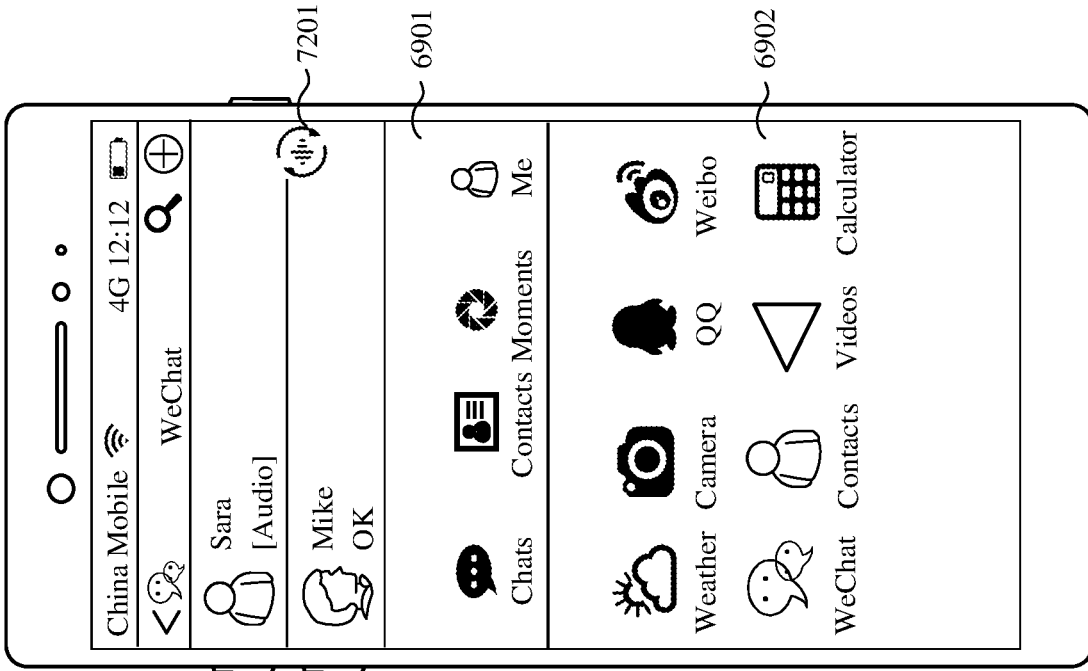 China Mobile 4G 12:12
WeChat
Sara
[Audio]
7201
Mike
OK
6901
Chats Contacts Moments Me
6902
Weather Camera QQ Weibo
WeChat Contacts Videos Calculator